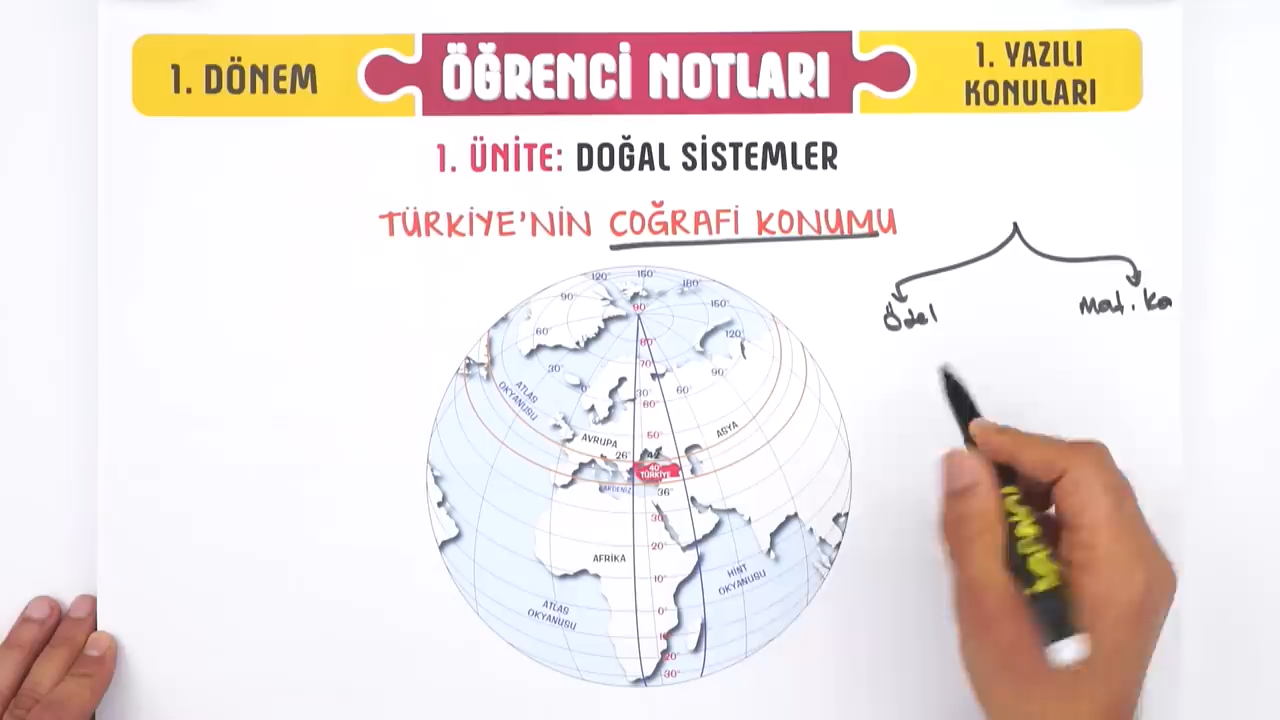 1. DÖNEM
ÖĞRENCİ NOTLARI
1. YAZILI
KONULARI
1. ÜNİTE: DOĞAL SİSTEMLER
TÜRKİYE'NİN COĞRAFİ KONUMU
Özel
Mat. Ko
120° 150° 180°
90° 90° 150°
60° 80° 120°
30° 70° 90°
0° 30° 60°
60°
ATLAS
OKYANUSU
AVRUPA 50° ASYA
26° 42°
40°
TÜRKİYE
AKDENİZ 36°
30°
20°
AFRİKA
10°
HİNT
OKYANUSU
ATLAS
OKYANUSU
0°
10
20°
30°